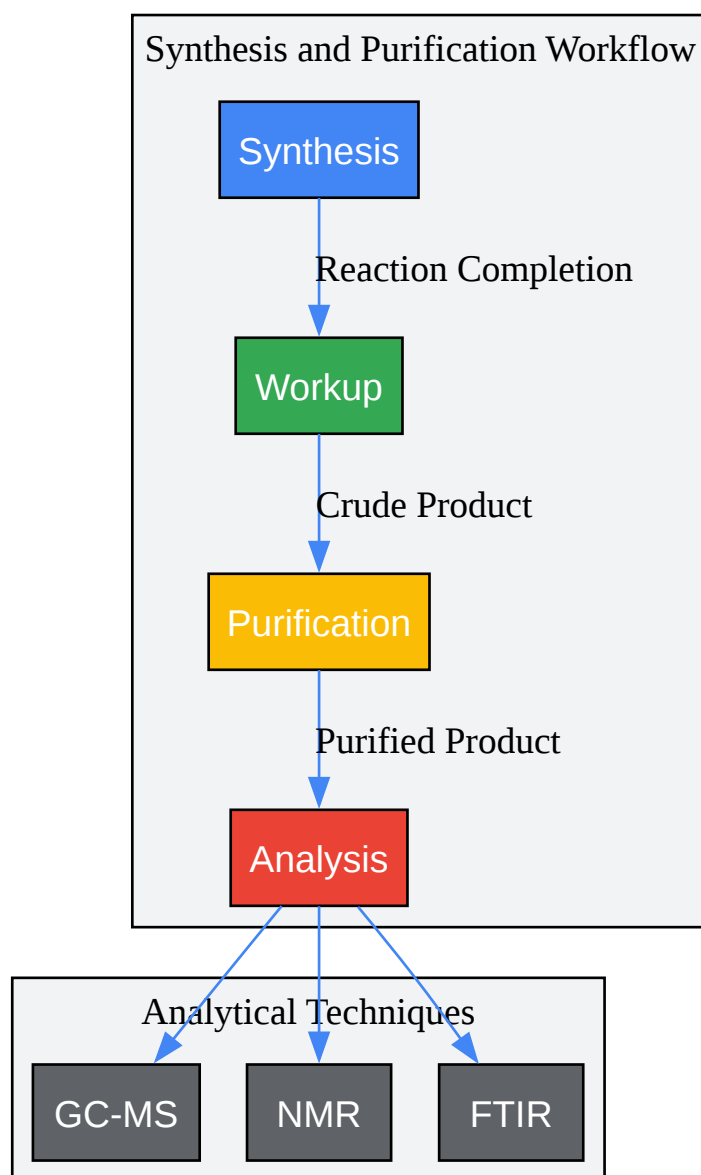 Synthesis and Purification Workflow
Synthesis
Reaction Completion
Workup
Crude Product
Purification
Purified Product
Analysis
Analytical Techniques
GC-MS
NMR
FTIR